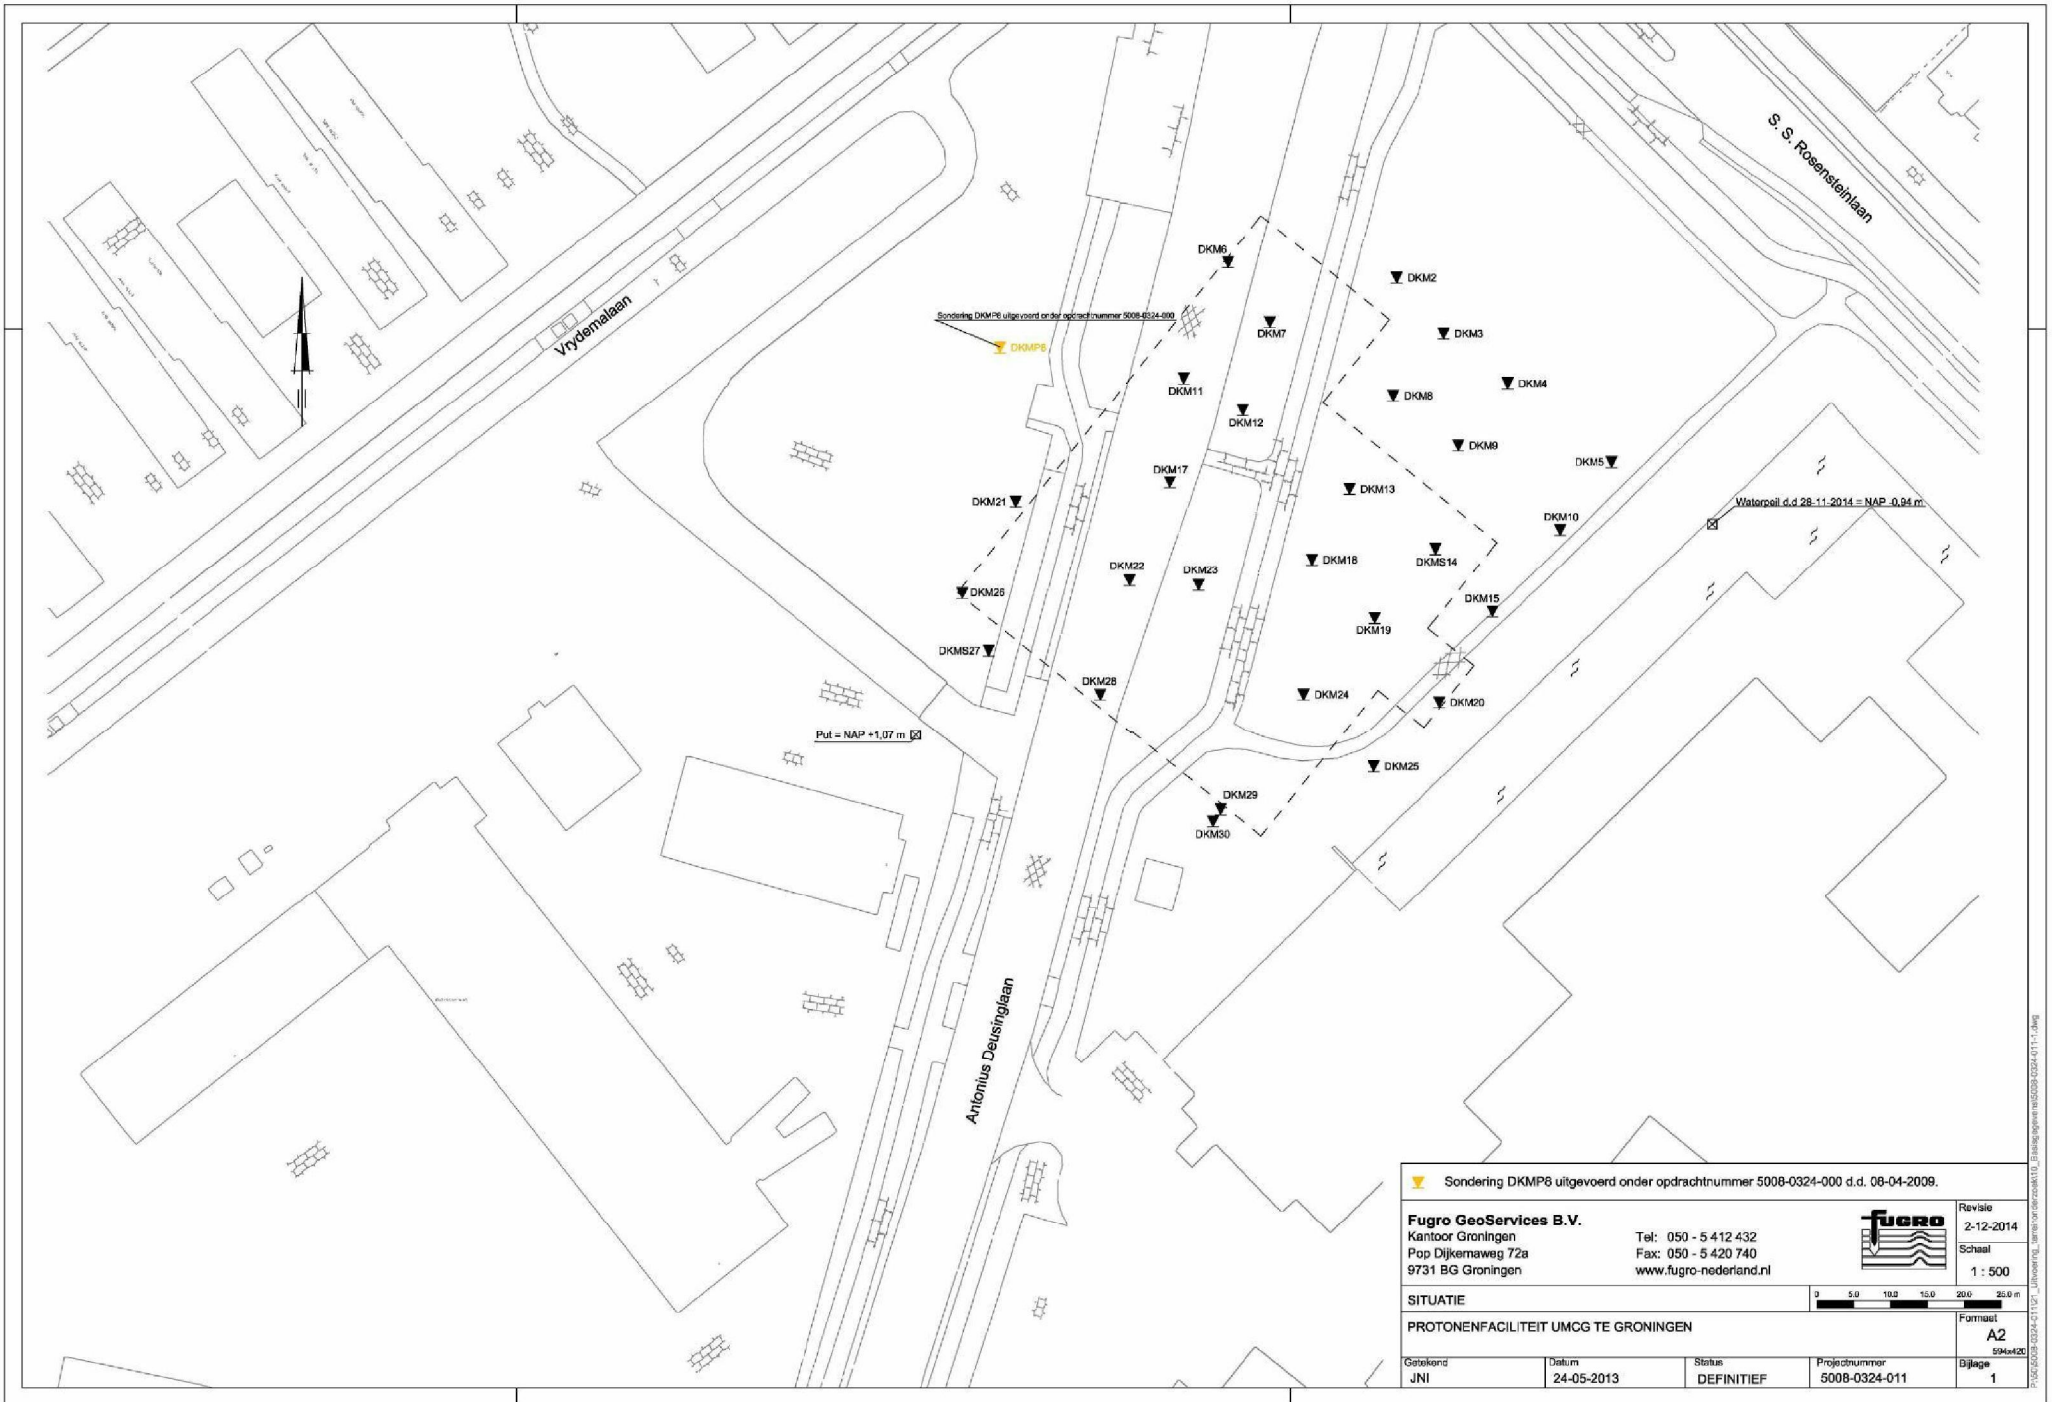 S. S. Rosensteinlaan
Vrydemalaan
Sondering DKMP8 uitgevoerd onder opdrachtnummer 5008-0324-000
DKM6
DKM2
DKM7
DKM3
DKM11
DKM4
DKM8
DKM12
DKM9
DKM5
DKM17
DKM13
DKM21
Waterpeil d.d 28-11-2014 = NAP -0,94 m
DKM10
DKM18
DKMS14
DKM22
DKM23
DKM26
DKM15
DKM19
DKMS27
DKM28
DKM24
DKM20
Put = NAP +1,07 m
DKM25
DKM29
DKM30
Antonius Deusinglaan
Sondering DKMP8 uitgevoerd onder opdrachtnummer 5008-0324-000 d.d. 08-04-2009.
Fugro GeoServices B.V.
Kantoor Groningen
Pop Dijkemaweg 72a
9731 BG Groningen
Tel: 050 - 5 412 432
Fax: 050 - 5 420 740
www.fugro-nederland.nl
FUGRO
Revisie
2-12-2014
Schaal
1 : 500
SITUATIE
0 5.0 10.0 15.0 20.0 25.0 m
PROTONENFACILITEIT UMCG TE GRONINGEN
Formaat
A2
594x420
Getekend
JNI
Datum
24-05-2013
Status
DEFINITIEF
Projectnummer
5008-0324-011
Bijlage
1